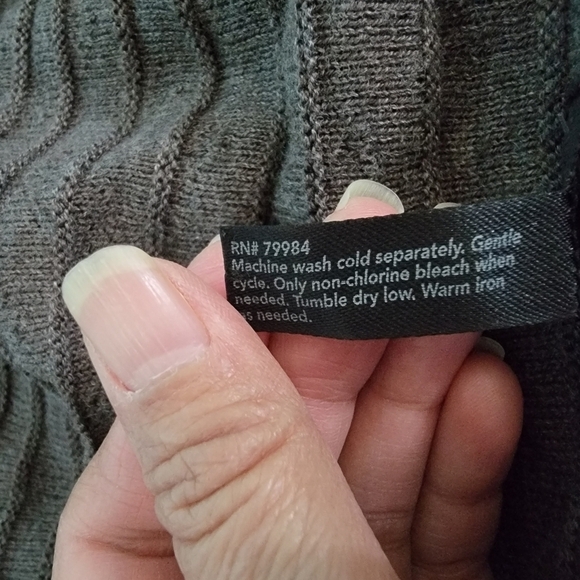 RN# 79984
Machine wash cold separately. Gentle
cycle. Only non-chlorine bleach when
needed. Tumble dry low. Warm iron
as needed.